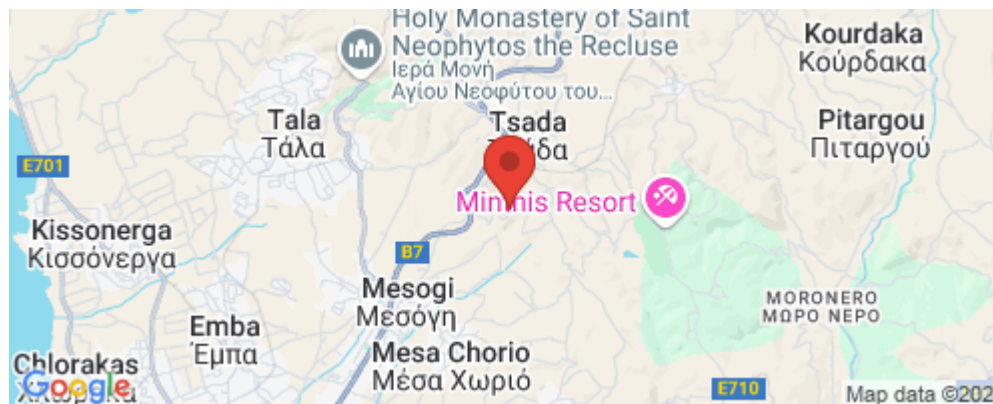 Holy Monastery of Saint
Neophytos the Recluse
Ιερά Μονή
Αγίου Νεοφύτου του...
Kourdaka
Κούρδακα
Tala
Τάλα
Tsada
Pitargou
Πιταργού
E701
Resort
Kissonerga
Κισσόνεργα
B7
Mesogi
Μεσόγη
MORONERO
ΜΩΡΟ ΝΕΡΟ
Emba
Έμπα
Mesa Chorio
Μέσα Χωριό
Chlorakas
Google
E710
Map data ©202